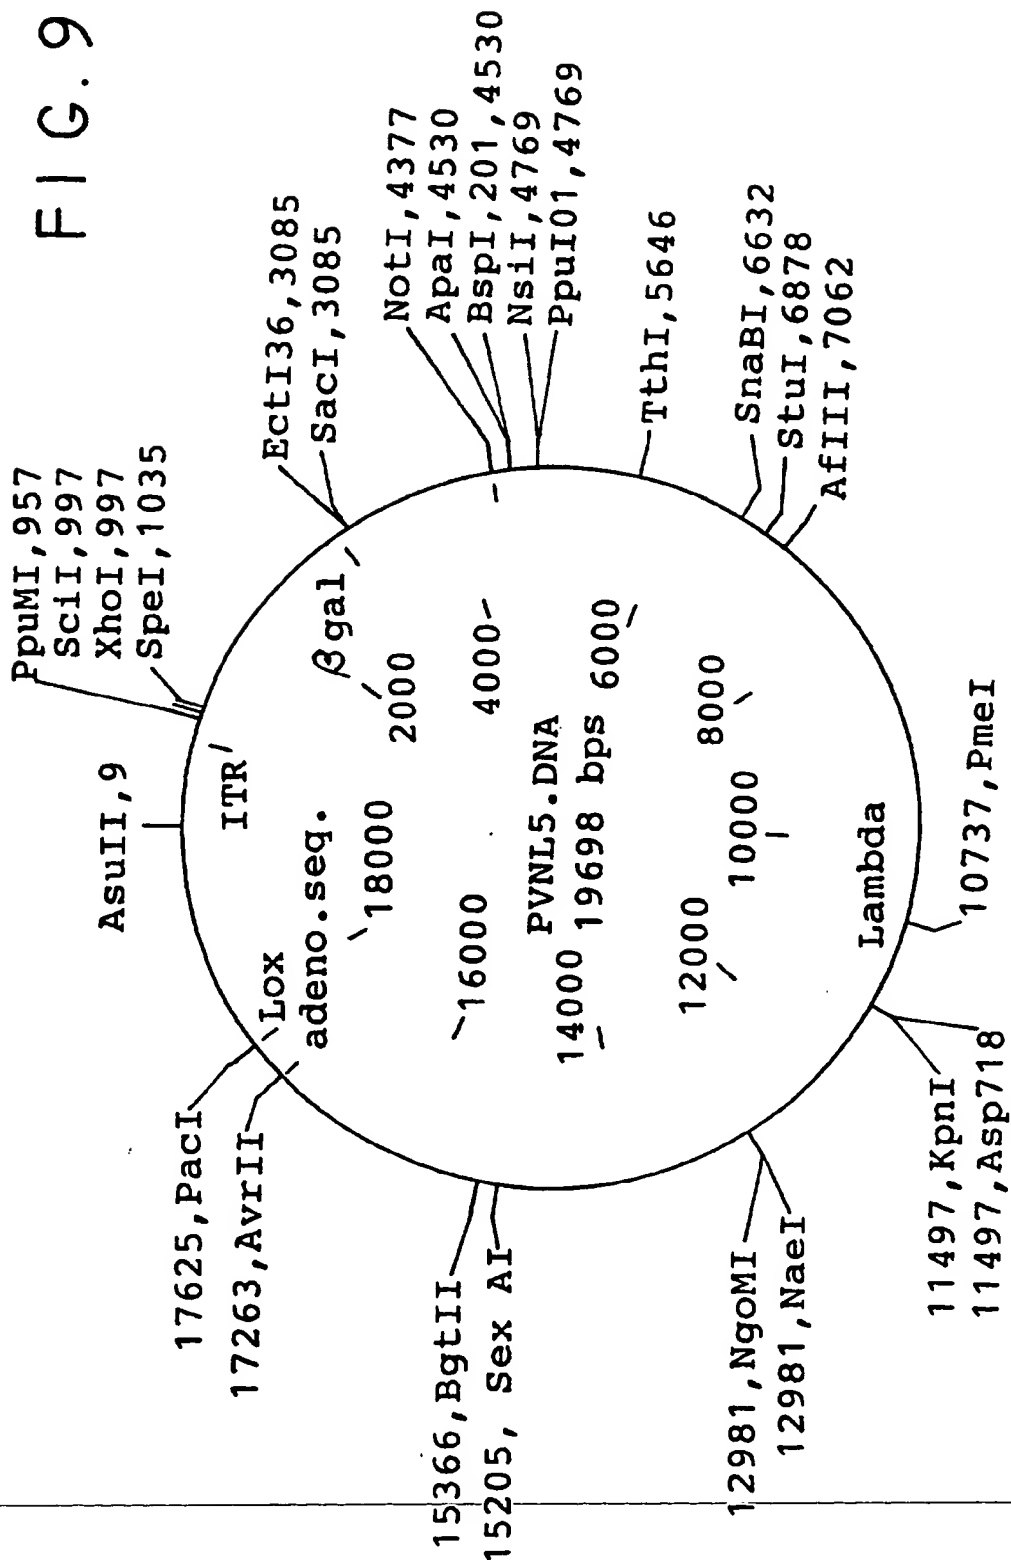 FIG. 9
AsuII,9
PpuMI,957
SciI,997
XhoI,997
SpeI,1035
EctI36,3085
SacI,3085
NotI,4377
ApaI,4530
BspI,201,4530
NsiI,4769
PpuI01,4769
TthI,5646
SnaBI,6632
StuI,6878
AfIII,7062
10737,PmeI
11497,KpnI
11497,Asp718
12981,NgoMI
12981,NaeI
15366,BgtII
15205, Sex AI
17263,AvrII
17625,PacI
Lox
adeno.seq.
ITR
βgal
Lambda
2000
4000
6000
8000
10000
12000
14000
16000
18000
PVNL5.DNA
19698 bps